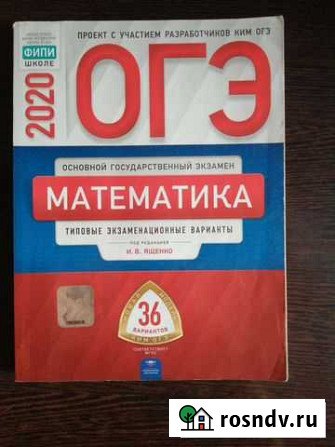 ПРОЕКТ С УЧАСТИЕМ РАЗРАБОТЧИКОВ КИМ ОГЭ
ФИПИ
ШКОЛЕ
2020
ОГЭ
ОСНОВНОЙ ГОСУДАРСТВЕННЫЙ ЭКЗАМЕН
МАТЕМАТИКА
ТИПОВЫЕ ЭКЗАМЕНАЦИОННЫЕ ВАРИАНТЫ
ПОД РЕДАКЦИЕЙ
И. В. ЯЩЕНКО
36
ВАРИАНТОВ
rosndv.ru